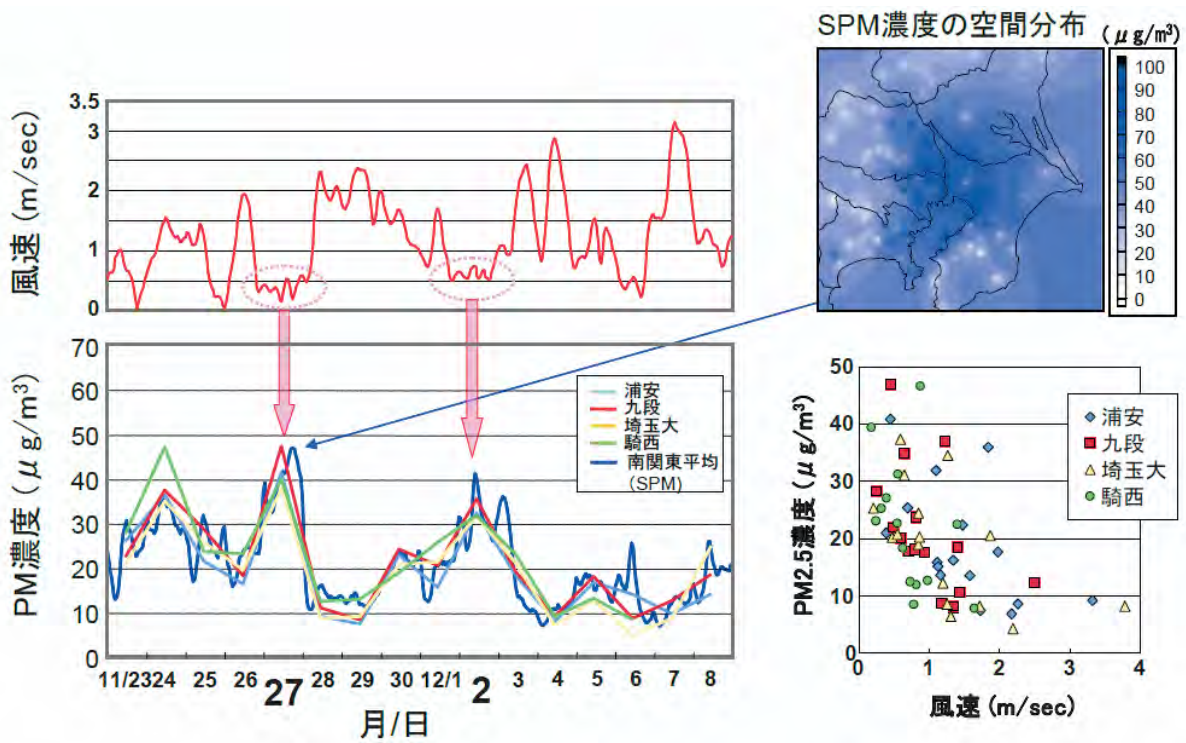 SPM濃度の空間分布 (μg/m³)
100
90
80
70
60
50
40
30
20
10
0
風速 (m/sec)
3.5
3
2
1
0
PM濃度 (μg/m³)
70
60
50
40
30
20
10
0
浦安
九段
埼玉大
騎西
南関東平均
(SPM)
11/23 24 25 26 27 28 29 30 12/1 2 3 4 5 6 7 8
月/日
PM2.5濃度 (μg/m³)
50
40
30
20
10
0
浦安
九段
埼玉大
騎西
0 1 2 3 4
風速 (m/sec)